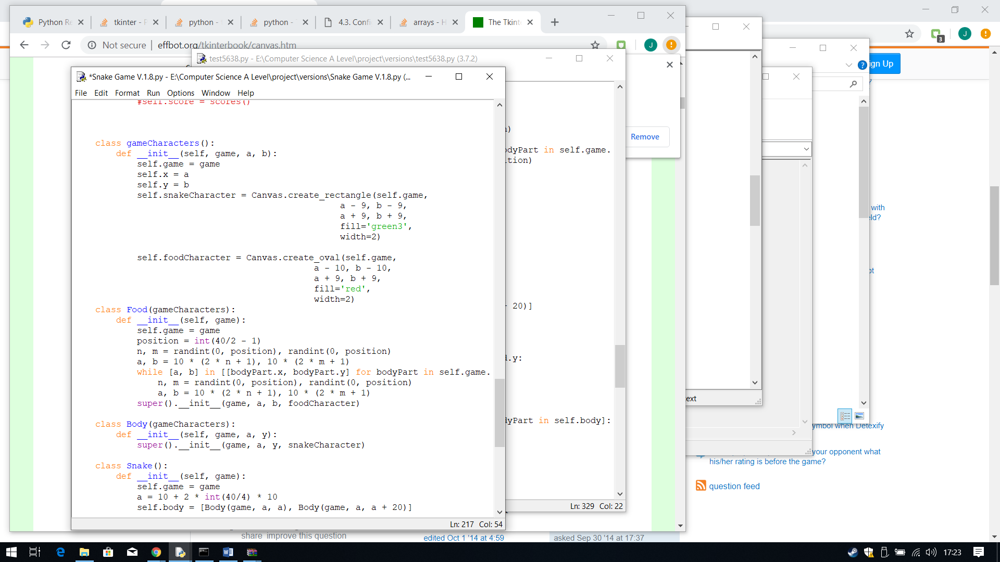 Python Re
tkinter - P
python -
python -
4.3. Confi
arrays - H
The Tkint
Not secure | effbot.org/tkinterbook/canvas.htm
J
J
3
test5638.py - E:\Computer Science A Level\project\versions\test5638.py (3.7.2)
Sign Up
*Snake Game V.1.8.py - E:\Computer Science A Level\project\versions\Snake Game V.1.8.py (...
File Edit Format Run Options Window Help
#self.score = scores()
class gameCharacters():
def __init__(self, game, a, b):
self.game = game
self.x = a
self.y = b
self.snakeCharacter = Canvas.create_rectangle(self.game,
a - 9, b - 9,
a + 9, b + 9,
fill='green3',
width=2)
self.foodCharacter = Canvas.create_oval(self.game,
a - 10, b - 10,
a + 9, b + 9,
fill='red',
width=2)
class Food(gameCharacters):
def __init__(self, game):
self.game = game
position = int(40/2 - 1)
n, m = randint(0, position), randint(0, position)
a, b = 10 * (2 * n + 1), 10 * (2 * m + 1)
while [a, b] in [[bodyPart.x, bodyPart.y] for bodyPart in self.game.
n, m = randint(0, position), randint(0, position)
a, b = 10 * (2 * n + 1), 10 * (2 * m + 1)
super().__init__(game, a, b, foodCharacter)
class Body(gameCharacters):
def __init__(self, game, a, y):
super().__init__(game, a, y, snakeCharacter)
class Snake():
def __init__(self, game):
self.game = game
a = 10 + 2 * int(40/4) * 10
self.body = [Body(game, a, a), Body(game, a, a + 20)]
Ln: 217 Col: 54
odyPart in self.game.
ition)
Remove
20)]
.y:
dyPart in self.body]:
Ln: 329 Col: 22
text
with
eld?
symbol when Detexify
your opponent what
his/her rating is before the game?
question feed
share improve this question
edited Oct 1 '14 at 4:59
asked Sep 30 '14 at 17:37
17:23